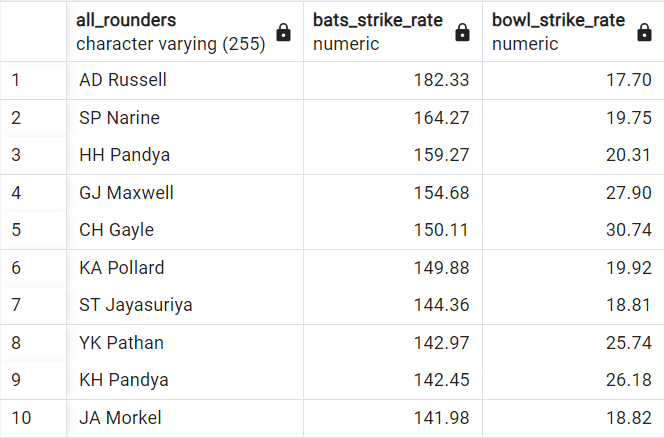 all_rounders bats_strike_rate bowl_strike_rate
character varying (255) numeric numeric
1 AD Russell 182.33 17.70
2 SP Narine 164.27 19.75
3 HH Pandya 159.27 20.31
4 GJ Maxwell 154.68 27.90
5 CH Gayle 150.11 30.74
6 KA Pollard 149.88 19.92
7 ST Jayasuriya 144.36 18.81
8 YK Pathan 142.97 25.74
9 KH Pandya 142.45 26.18
10 JA Morkel 141.98 18.82